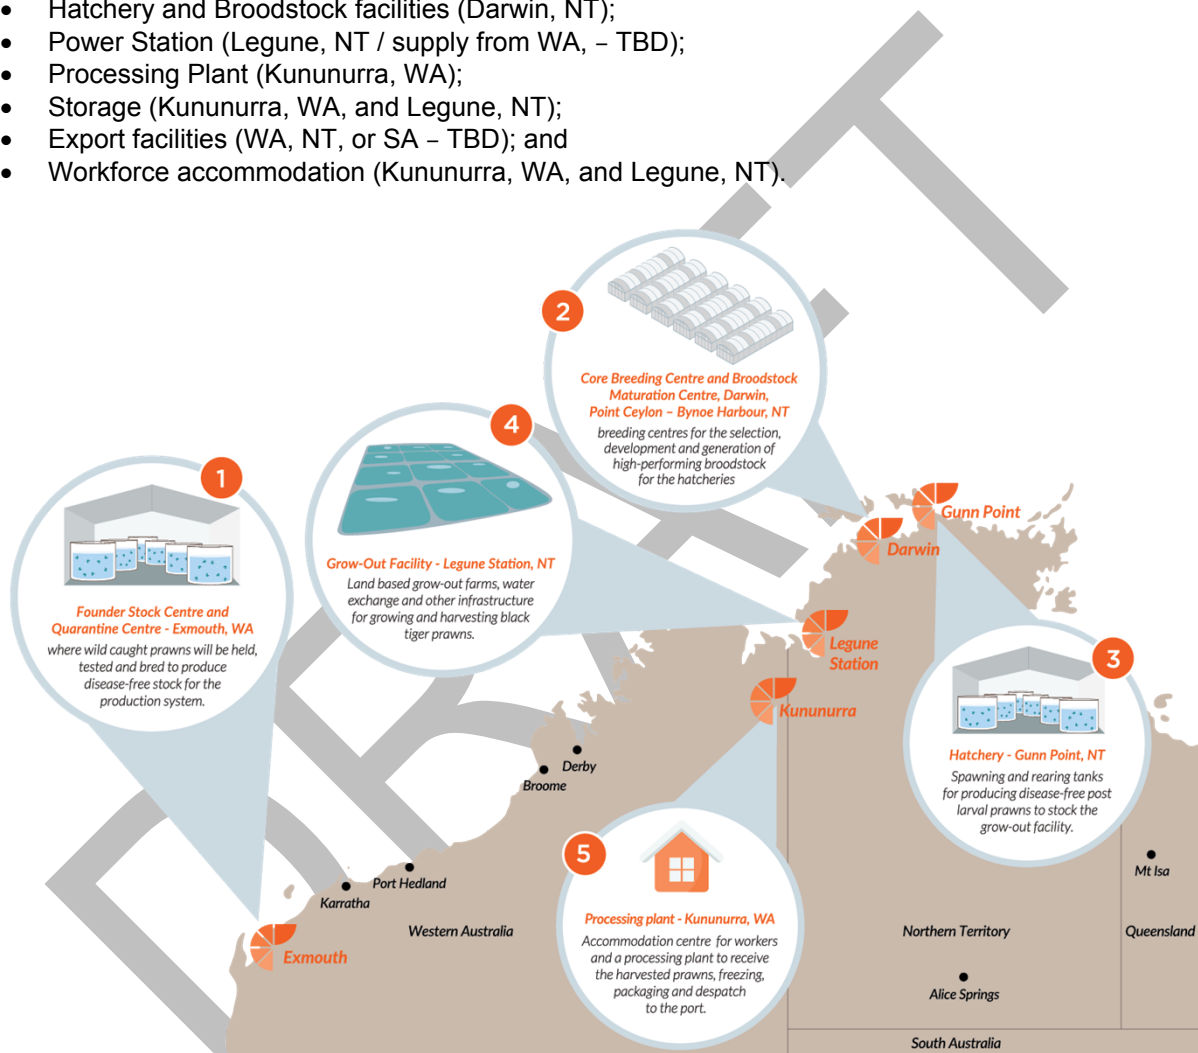 • Hatchery and Broodstock facilities (Darwin, NT);
• Power Station (Legune, NT / supply from WA, – TBD);
• Processing Plant (Kununurra, WA);
• Storage (Kununurra, WA, and Legune, NT);
• Export facilities (WA, NT, or SA – TBD); and
• Workforce accommodation (Kununurra, WA, and Legune, NT).
DRAFT
2
Core Breeding Centre and Broodstock
Maturation Centre, Darwin,
Point Ceylon – Bynoe Harbour, NT
breeding centres for the selection,
development and generation of
high-performing broodstock
for the hatcheries
4
Grow-Out Facility - Legune Station, NT
Land based grow-out farms, water
exchange and other infrastructure
for growing and harvesting black
tiger prawns.
1
Founder Stock Centre and
Quarantine Centre - Exmouth, WA
where wild caught prawns will be held,
tested and bred to produce
disease-free stock for the
production system.
Gunn Point
Darwin
Legune
Station
Kununurra
3
Hatchery - Gunn Point, NT
Spawning and rearing tanks
for producing disease-free post
larval prawns to stock the
grow-out facility.
Derby
Broome
5
Processing plant - Kununurra, WA
Accommodation centre for workers
and a processing plant to receive
the harvested prawns, freezing,
packaging and despatch
to the port.
Port Hedland
Karratha
Mt Isa
Western Australia
Northern Territory
Queensland
Exmouth
Alice Springs
South Australia